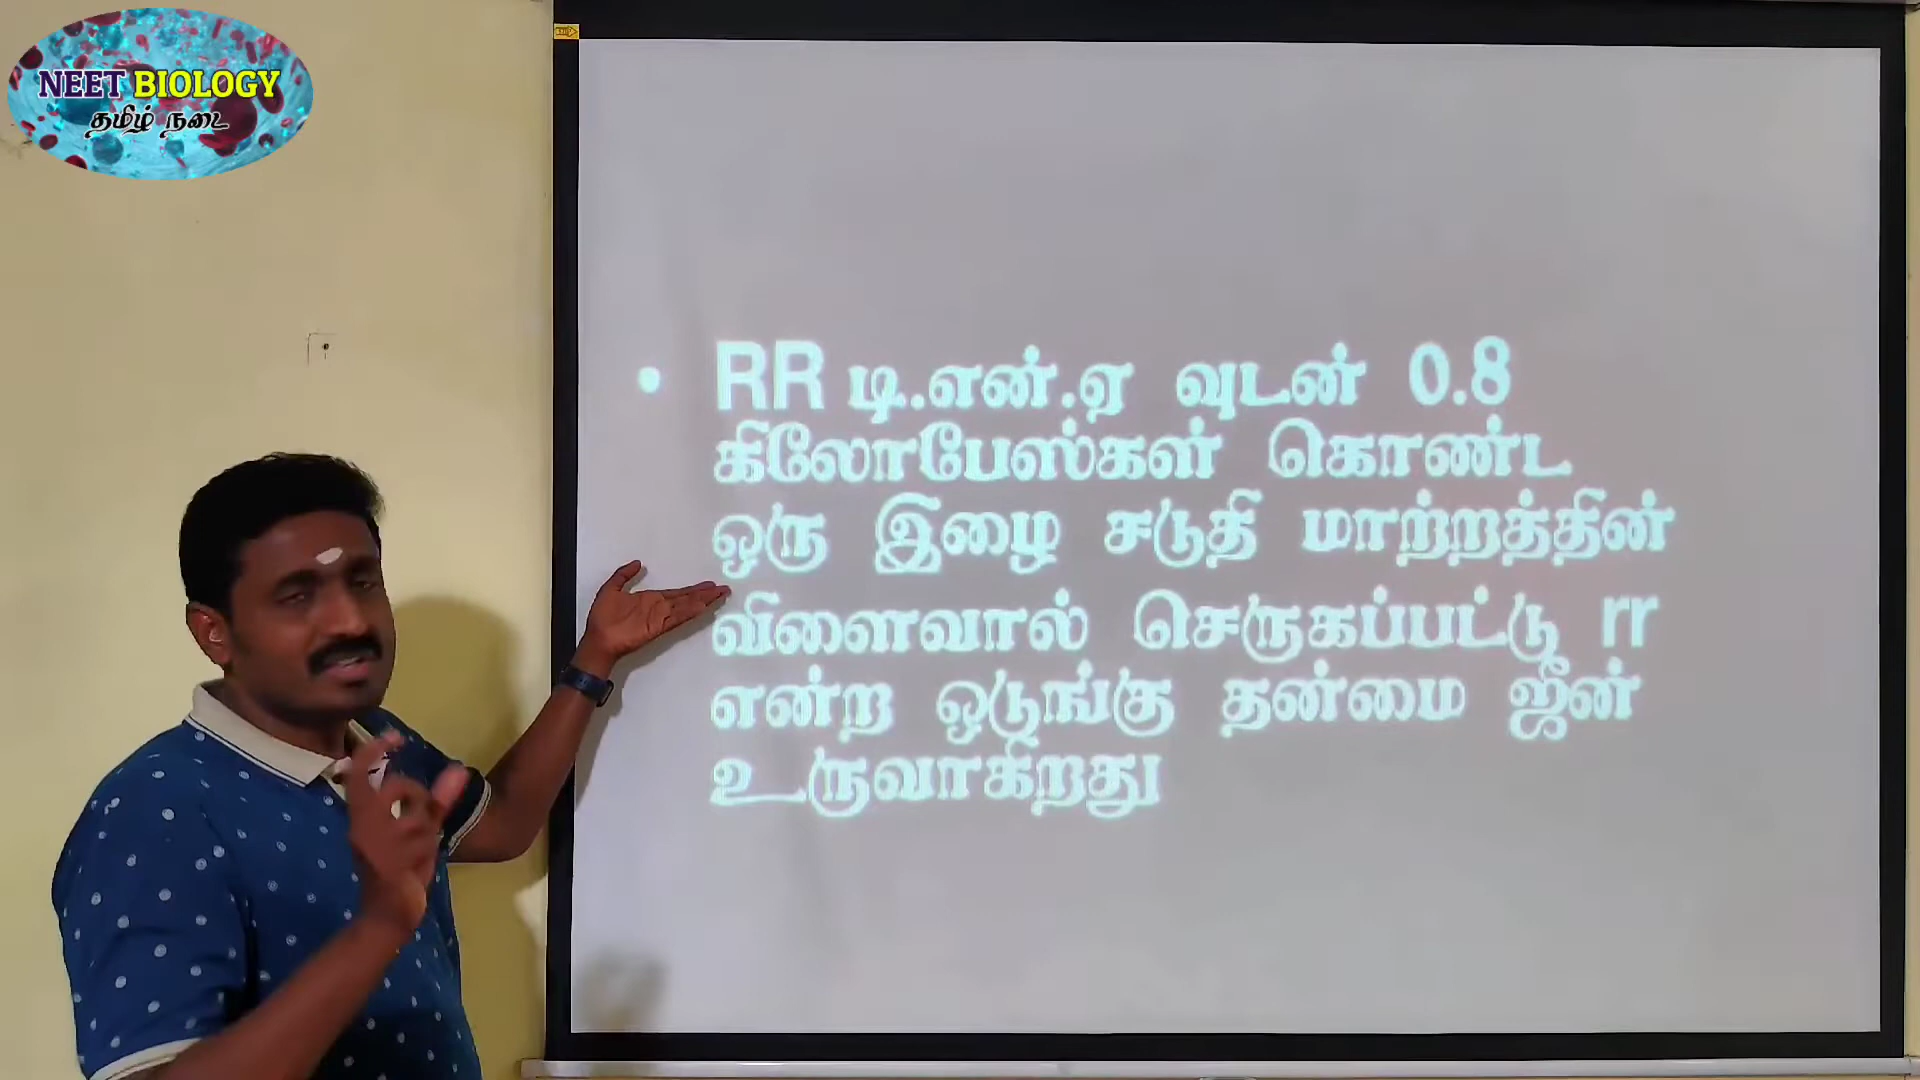 NEET BIOLOGY
தமிழ் நடை
• RR டி.என்.ஏ வுடன் 0.8
கிலோபேஸ்கள் கொண்ட
ஒரு இழை சடுதி மாற்றத்தின்
விளைவால் செருகப்பட்டு rr
என்ற ஒடுங்கு தன்மை ஜீன்
உருவாகிறது